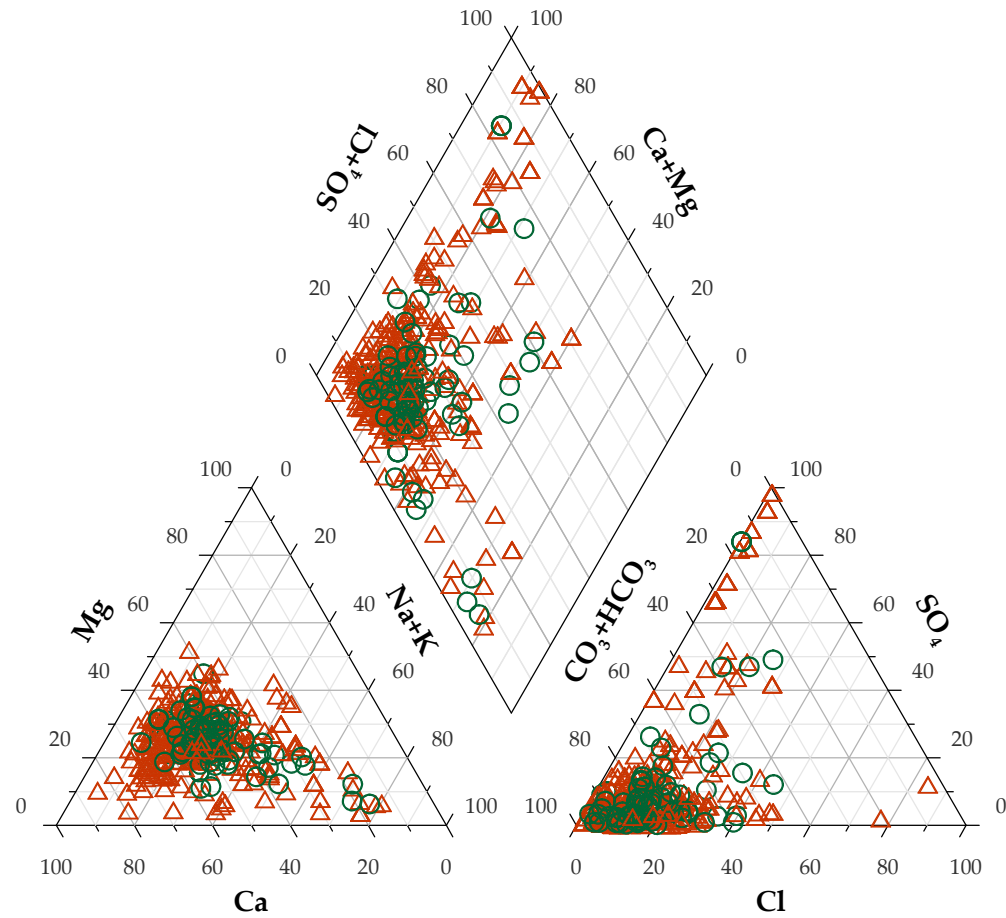 100 100
80 80
SO₄+Cl Ca+Mg
60 60
40 40
20 20
0 0
100 0 0 100
80 20 20 80
Mg Na+K CO₃+HCO₃ SO₄
60 40 40 60
40 60 60 40
20 80 80 20
0 100 100 0
100 80 60 40 20 0 0 20 40 60 80 100
Ca Cl